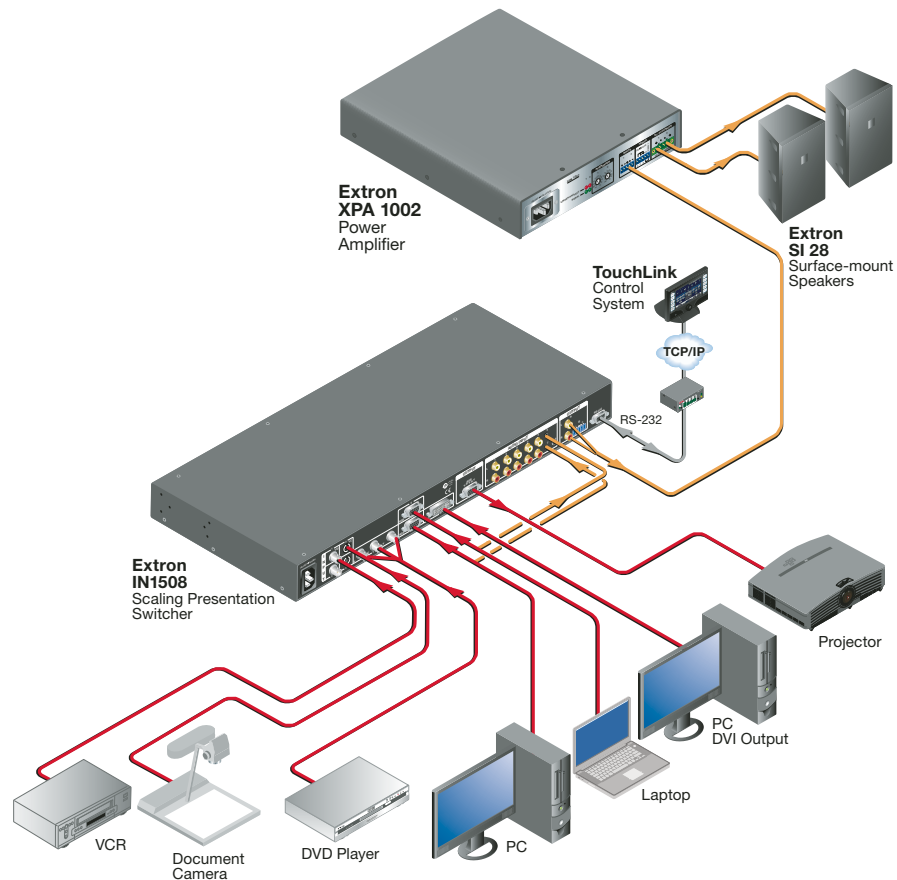 Extron
XPA 1002
Power
Amplifier
Extron
SI 28
Surface-mount
Speakers
TouchLink
Control
System
TCP/IP
RS-232
Extron
IN1508
Scaling Presentation
Switcher
Projector
PC
DVI Output
Laptop
PC
DVD Player
Document
Camera
VCR